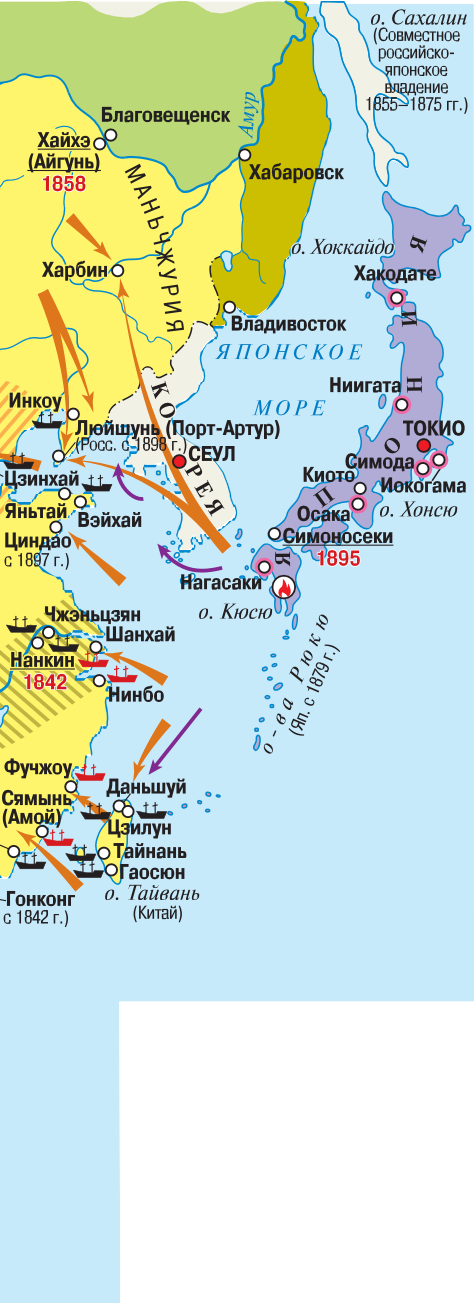 о. Сахалин
(Совместное
российско-
японское
владение
1855–1875 гг.)
Благовещенск
Амур
Хайхэ
(Айгунь)
1858
Хабаровск
МАНЬЧЖУРИЯ
о. Хоккайдо
Харбин
Хакодате
Владивосток
ЯПОНСКОЕ
МОРЕ
ЯПОНИЯ
КОРЕЯ
Ниигата
Инкоу
Люйшунь (Порт-Артур)
(Росс. с 1898 г.)
ТОКИО
СЕУЛ
Симода
Цзинхай
Киото
Иокогама
Яньтай
Осака
о. Хонсю
Вэйхай
Циндао
с 1897 г.)
Симоносеки
1895
Нагасаки
о. Кюсю
Чжэньцзян
Шанхай
Нанкин
1842
Нинбо
о-ва Рюкю
(Яп. с 1879 г.)
Фучжоу
Даньшуй
Сямынь
(Амой)
Цзилун
Тайнань
Гаосюн
Гонконг
с 1842 г.)
о. Тайвань
(Китай)